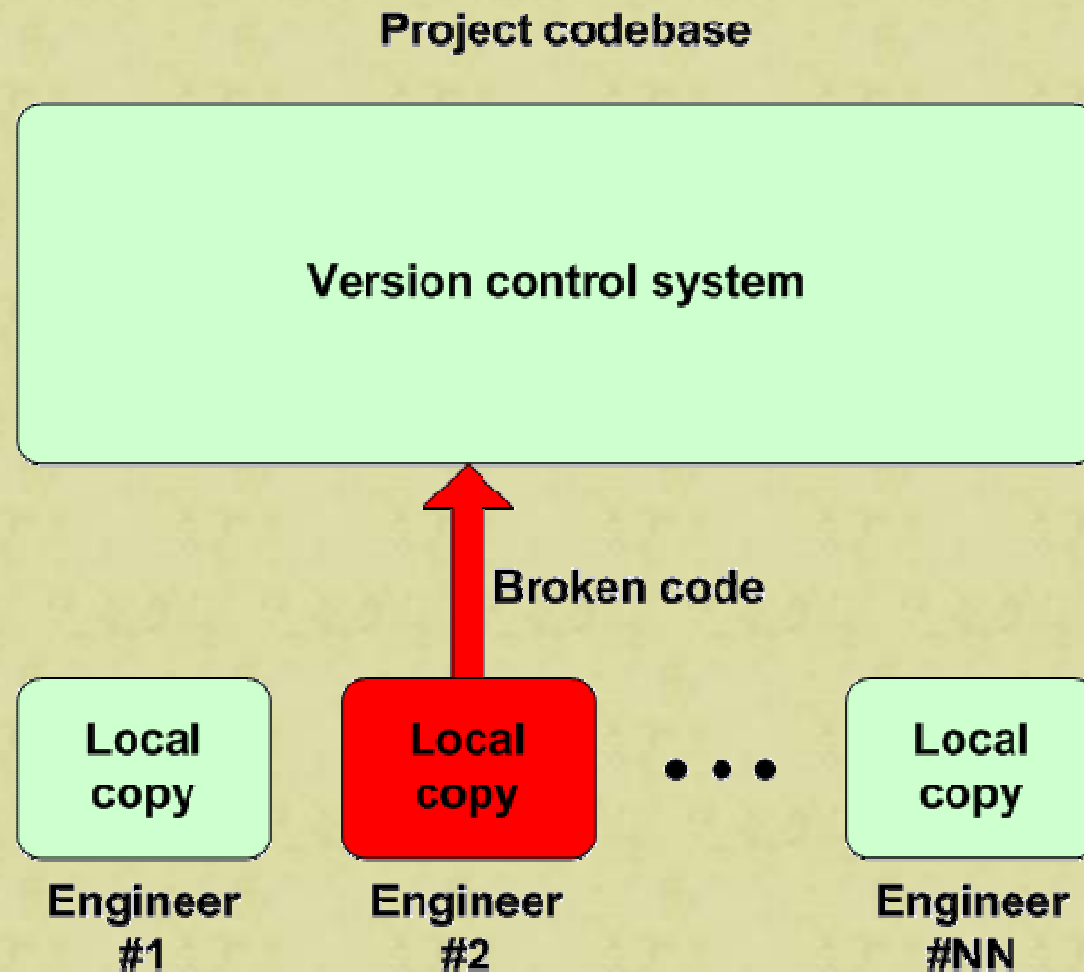 Project codebase
Version control system
Broken code
Local
copy
Local
copy
Local
copy
Engineer
#1
Engineer
#2
Engineer
#NN